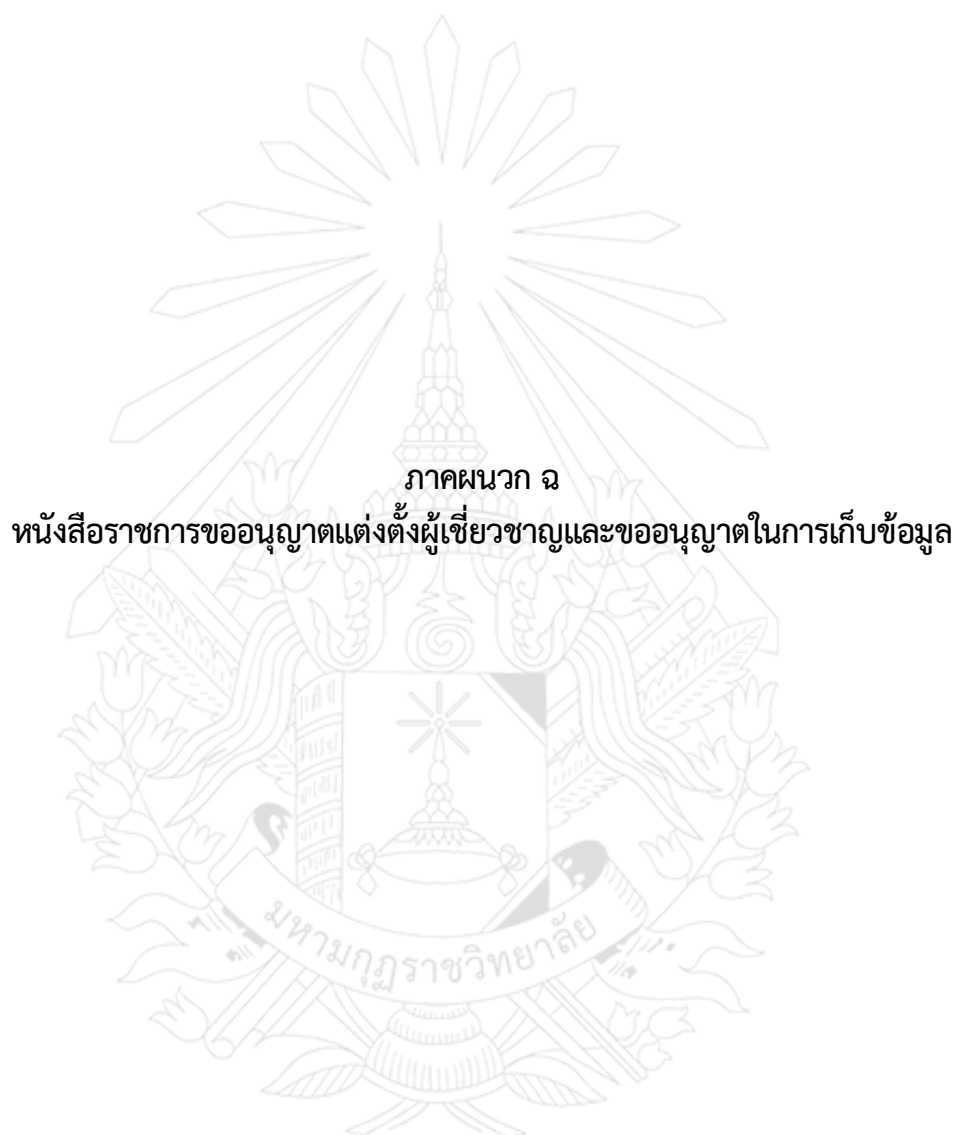 ภาคผนวก ฉ
หนังสือราชการขออนุญาตแต่งตั้งผู้เชี่ยวชาญและขออนุญาตในการเก็บข้อมูล
มหามกุฏราชวิทยาลัย